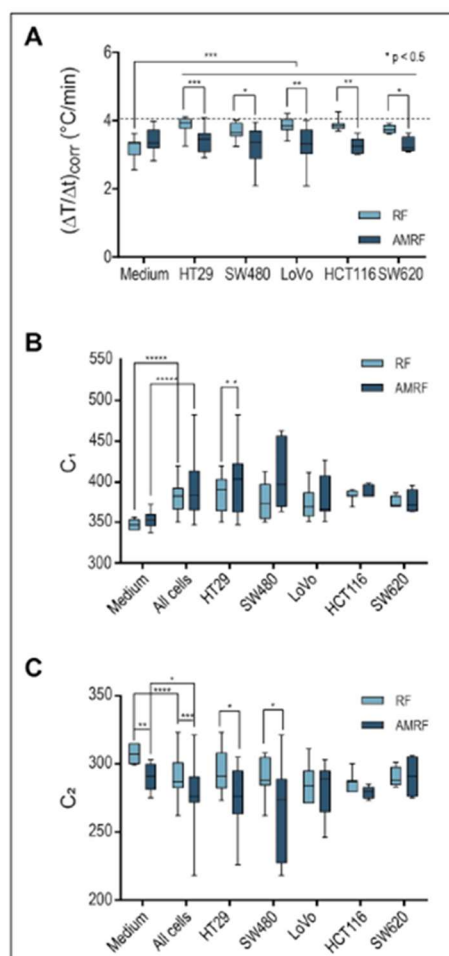 A
***
* p < 0.5
*** * ** ** *
(ΔT/Δt)corr (°C/min)
6
4
2
0
RF
AMRF
Medium HT29 SW480 LoVo HCT116 SW620
B
550
500
450
400
350
300
C₁
*****
*****
* *
RF
AMRF
Medium All cells HT29 SW480 LoVo HCT116 SW620
C
350
300
250
200
C₂
*
****
** *** * *
RF
AMRF
Medium All cells HT29 SW480 LoVo HCT116 SW620